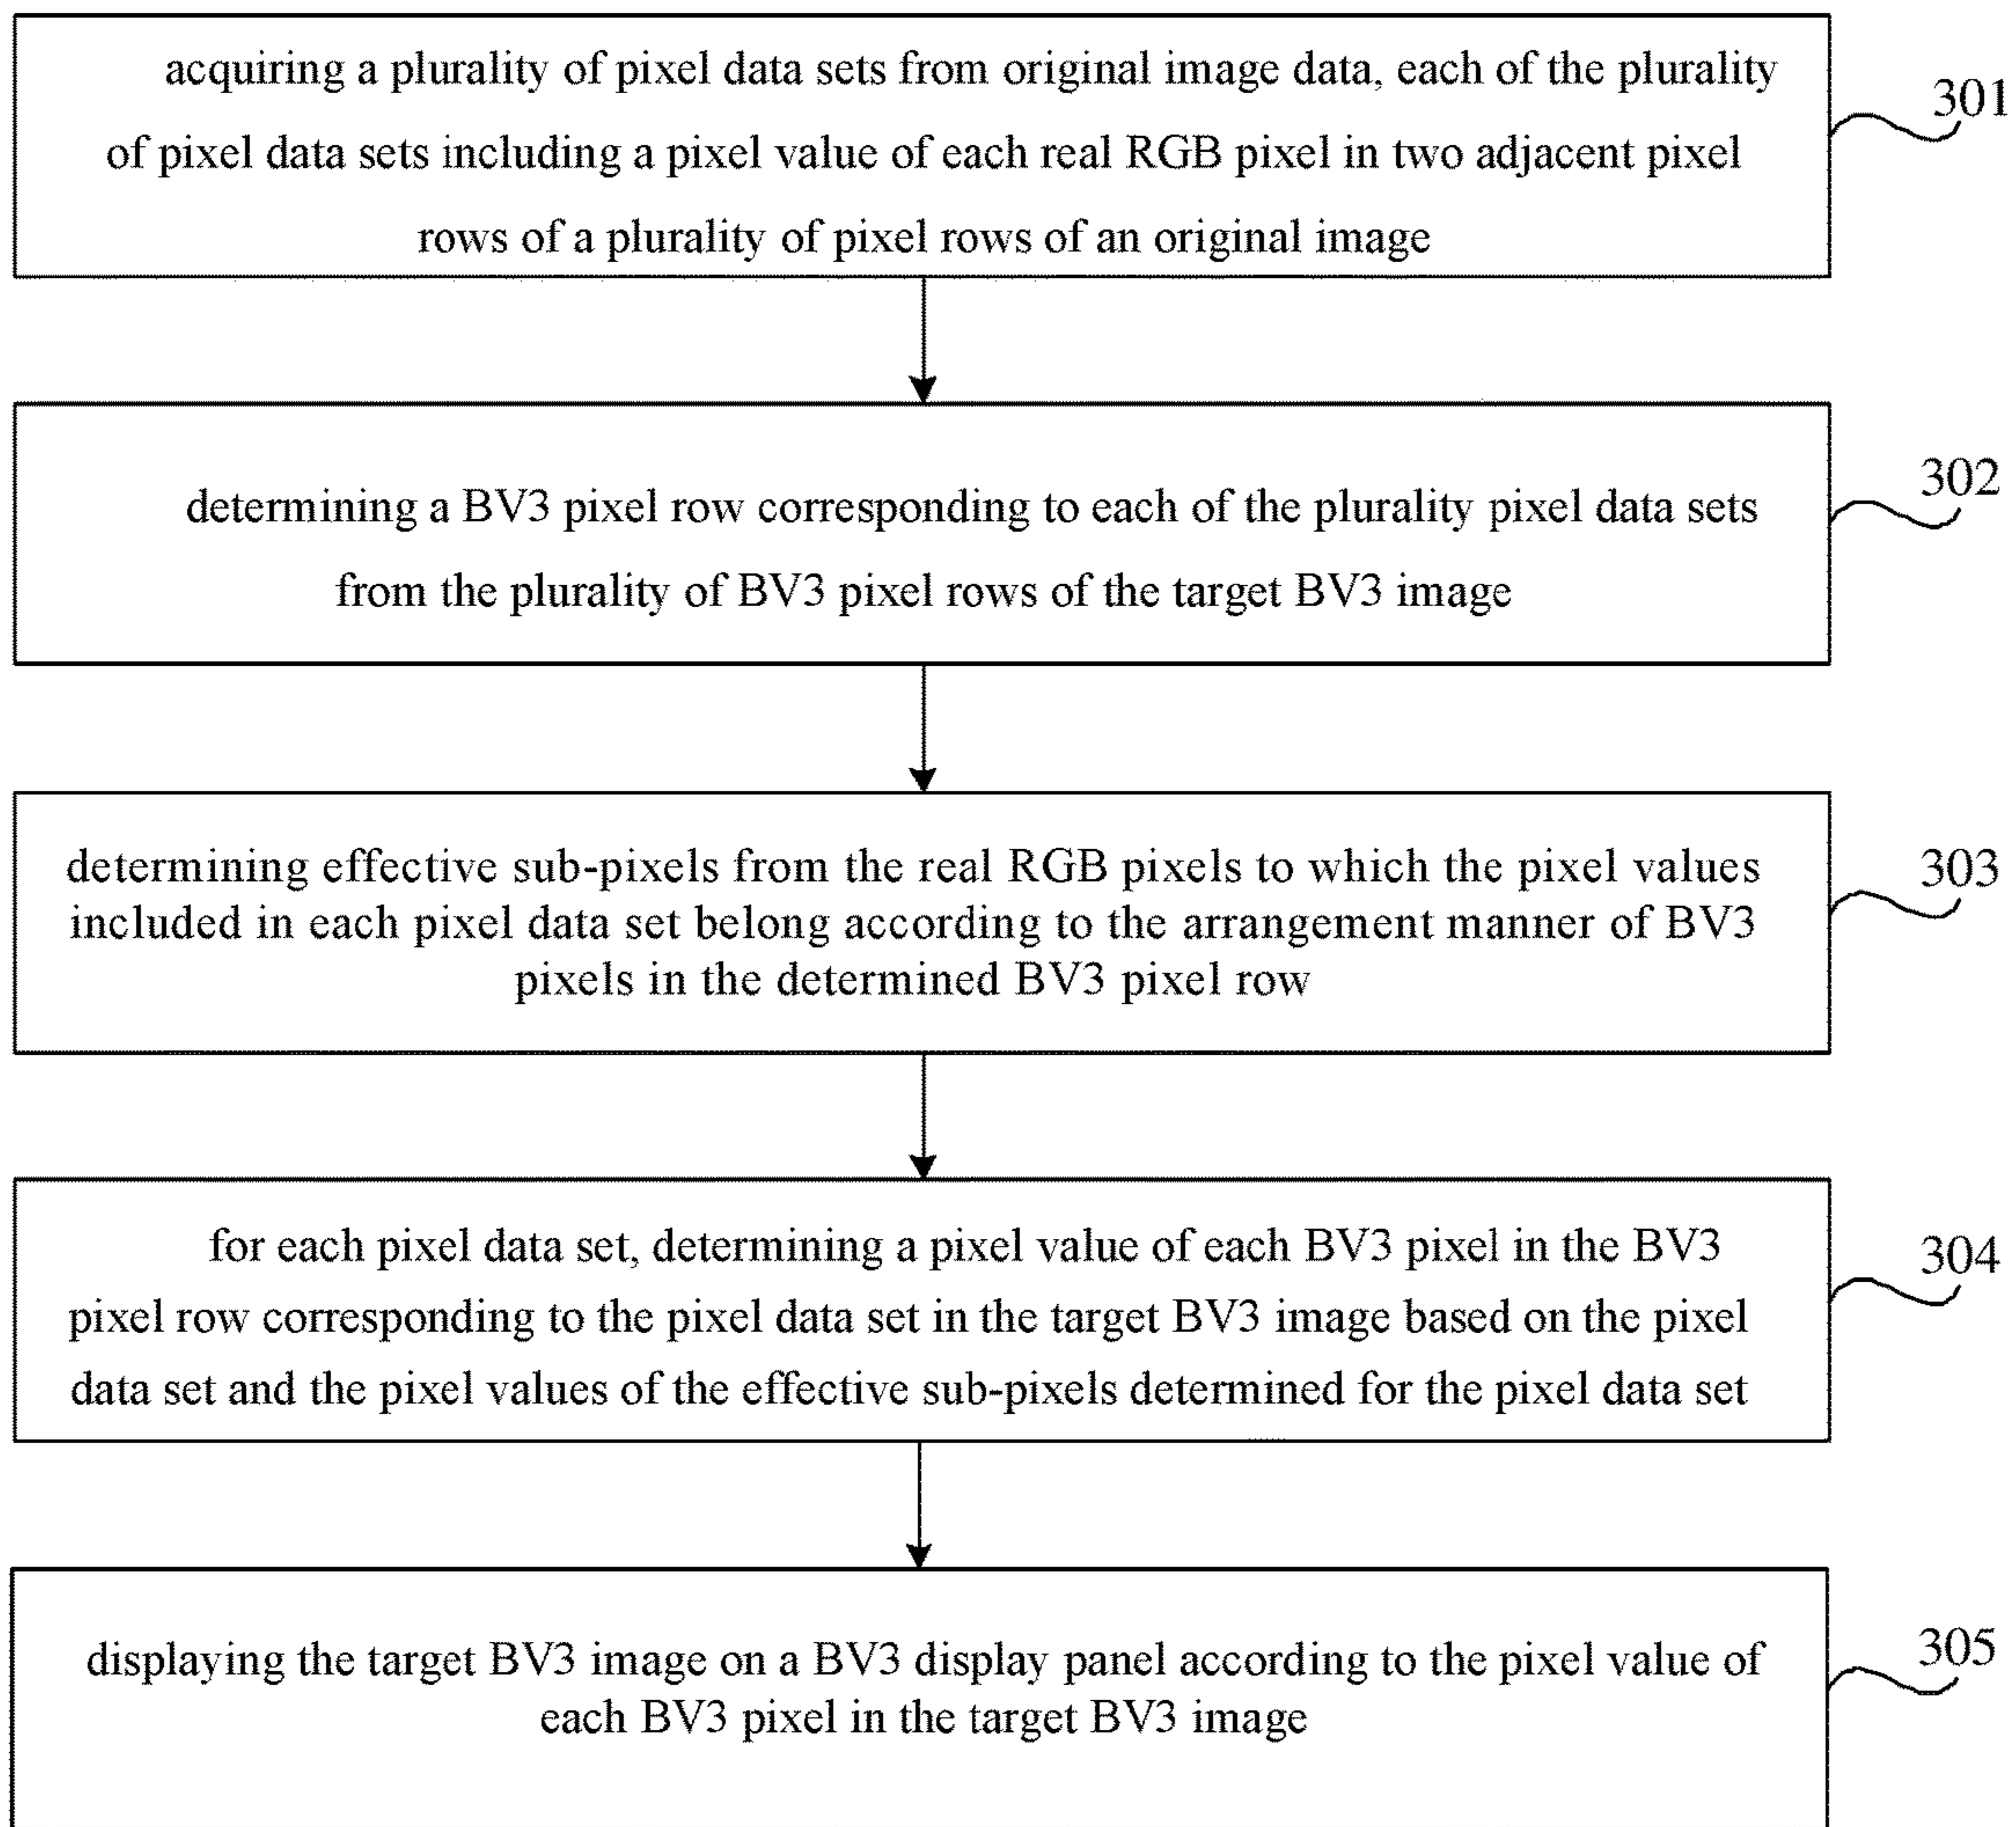 acquiring a plurality of pixel data sets from original image data, each of the plurality
of pixel data sets including a pixel value of each real RGB pixel in two adjacent pixel
rows of a plurality of pixel rows of an original image
301
determining a BV3 pixel row corresponding to each of the plurality pixel data sets
from the plurality of BV3 pixel rows of the target BV3 image
302
determining effective sub-pixels from the real RGB pixels to which the pixel values
included in each pixel data set belong according to the arrangement manner of BV3
pixels in the determined BV3 pixel row
303
for each pixel data set, determining a pixel value of each BV3 pixel in the BV3
pixel row corresponding to the pixel data set in the target BV3 image based on the pixel
data set and the pixel values of the effective sub-pixels determined for the pixel data set
304
displaying the target BV3 image on a BV3 display panel according to the pixel value of
each BV3 pixel in the target BV3 image
305